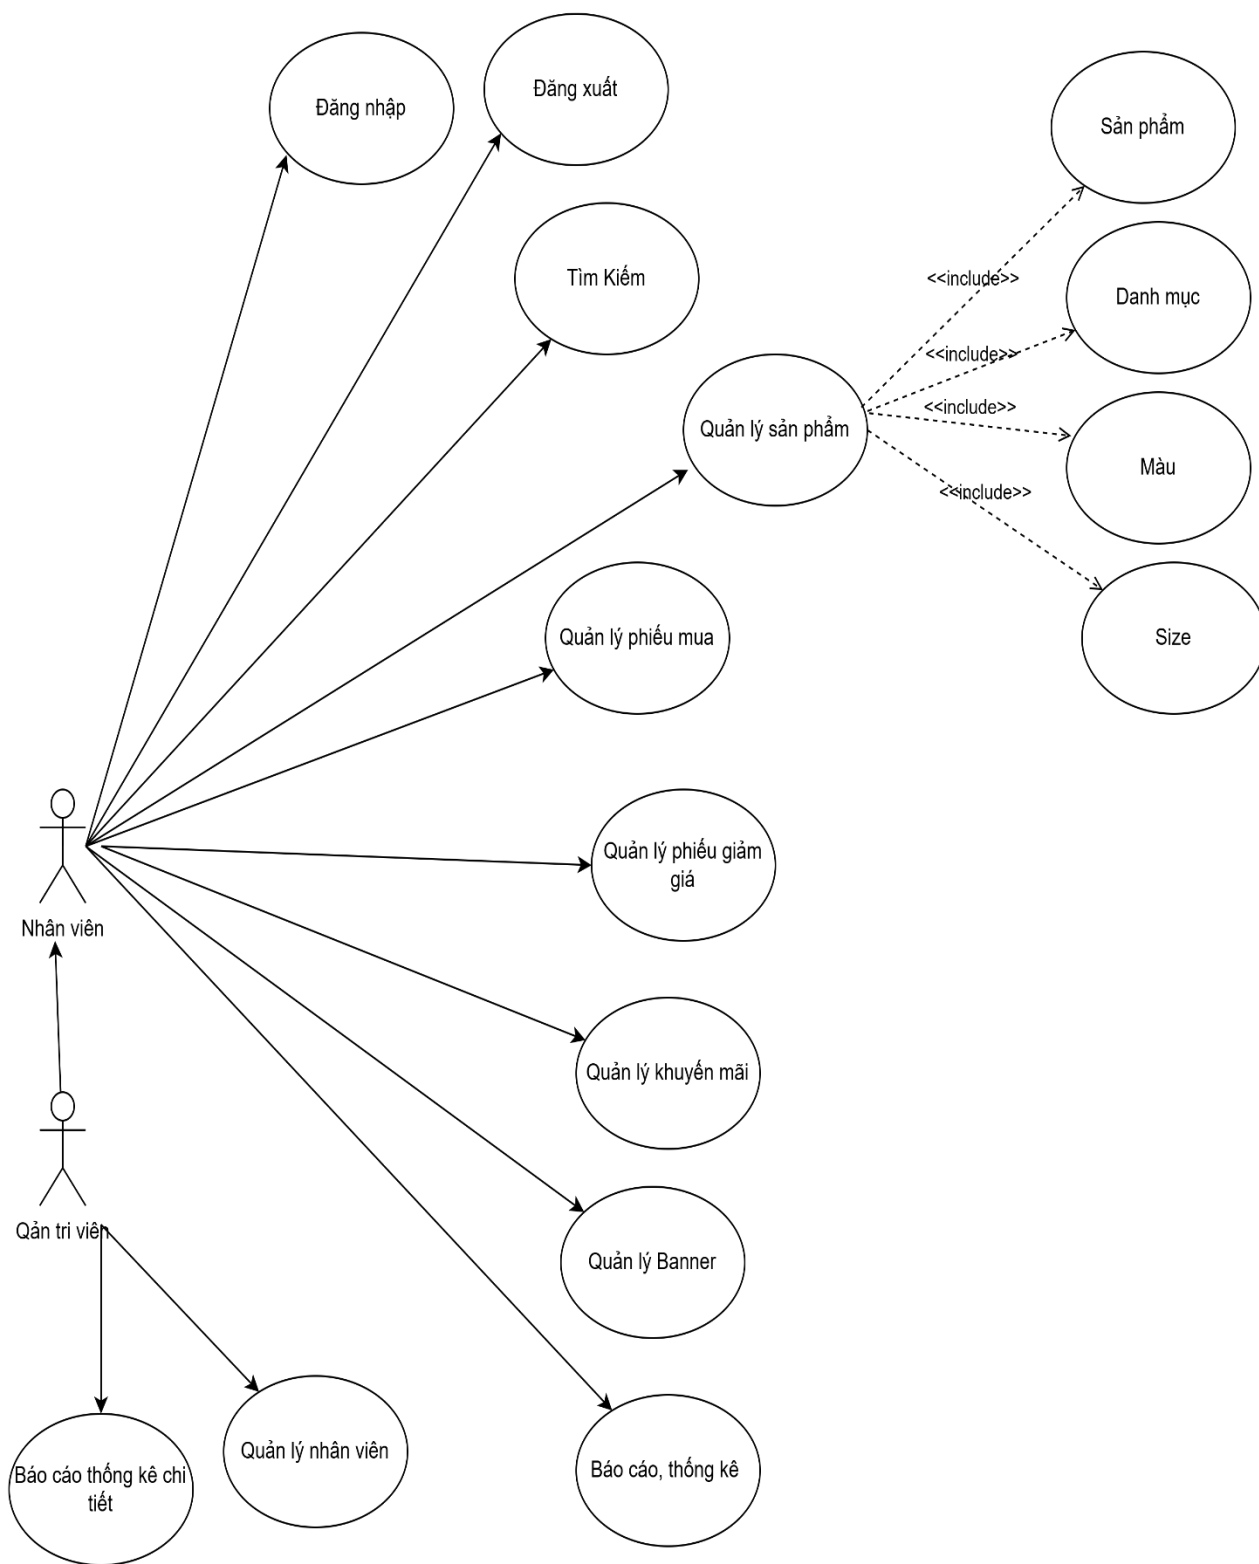 Đăng nhập
Đăng xuất
Sản phẩm
Tìm Kiếm
<<include>>
Danh mục
<<include>>
<<include>>
Quản lý sản phẩm
Màu
<<include>>
Quản lý phiếu mua
Size
Quản lý phiếu giảm
giá
Nhân viên
Quản lý khuyến mãi
Qản tri viên
Quản lý Banner
Quản lý nhân viên
Báo cáo, thống kê
Báo cáo thống kê chi
tiết